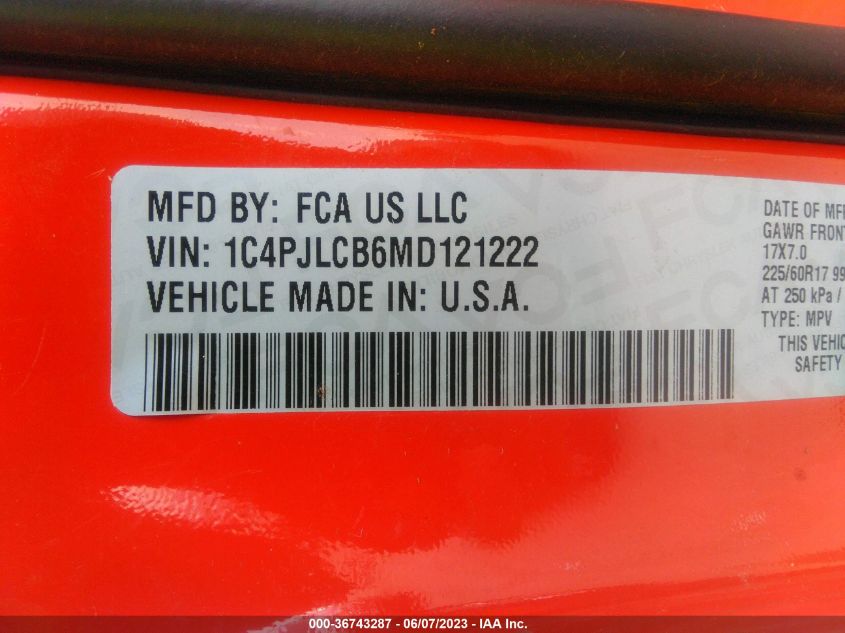 MFD BY: FCA US LLC
VIN: 1C4PJLCB6MD121222
VEHICLE MADE IN: U.S.A.
DATE OF MF
GAWR FRONT
17X7.0
225/60R17 99
AT 250 kPa /
TYPE: MPV
THIS VEHIC
SAFETY
000-36743287 - 06/07/2023 - IAA Inc.